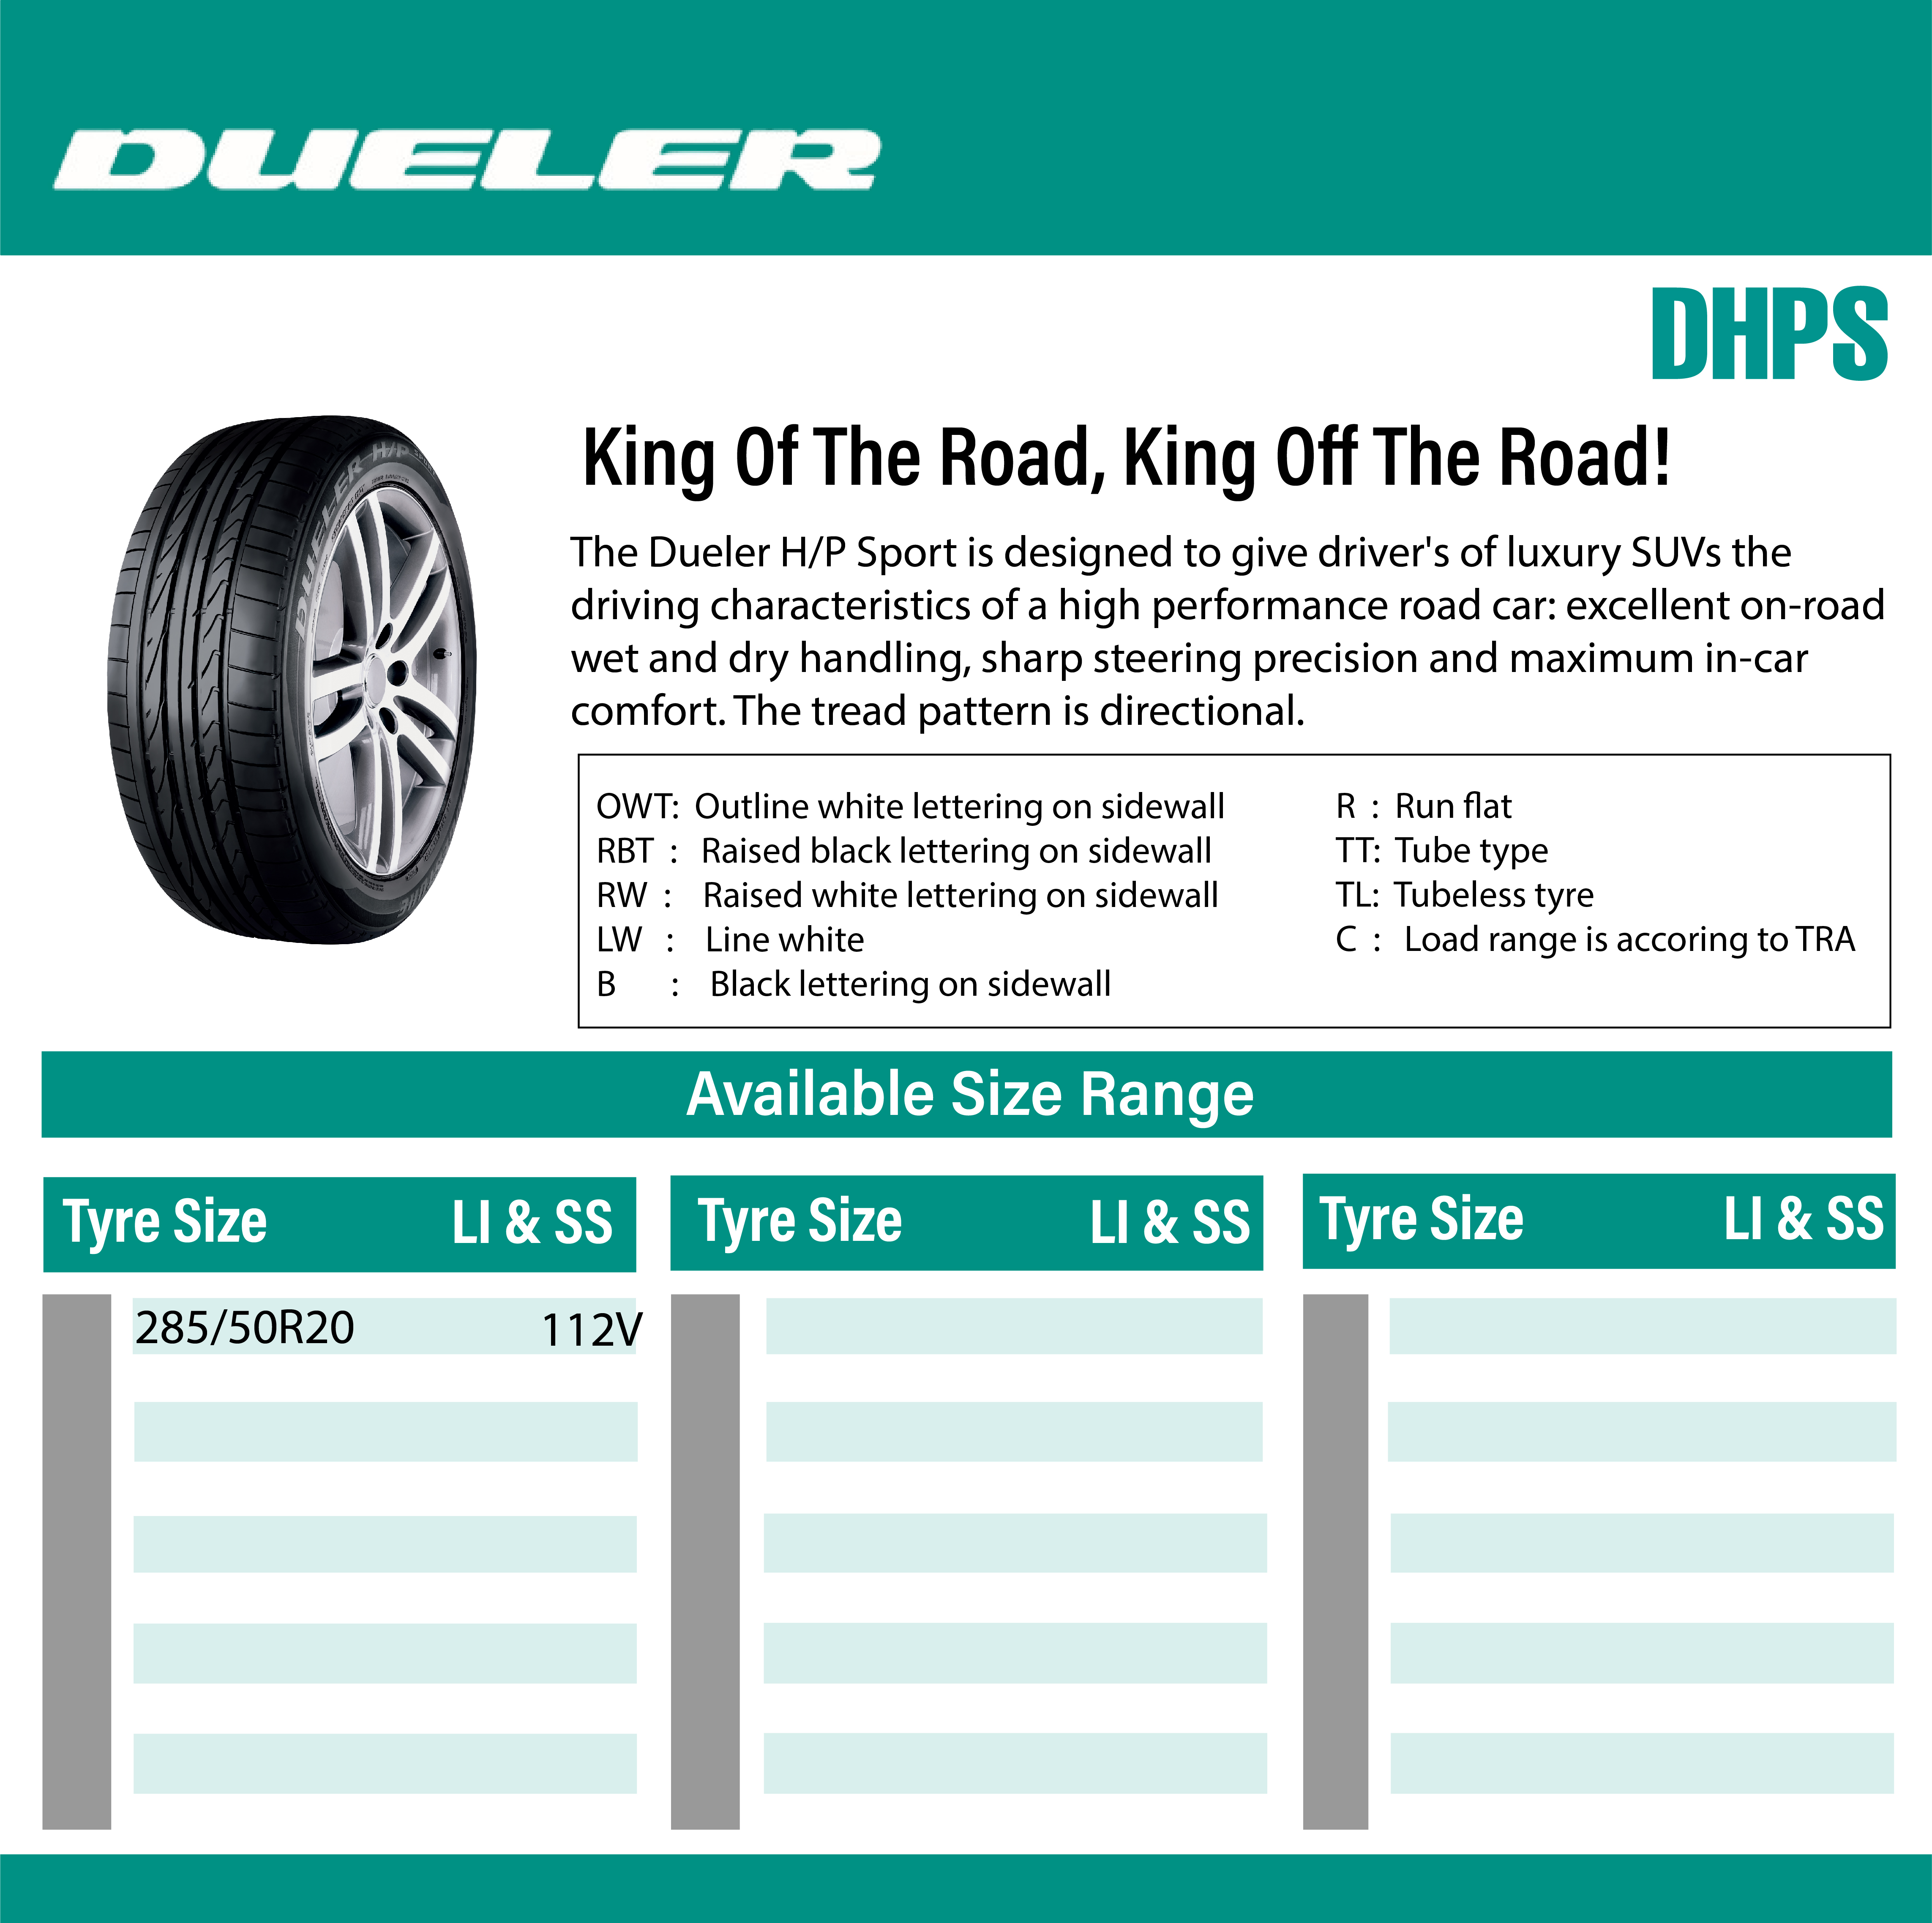 DUELER
DHPS
DUELER H/P
King Of The Road, King Off The Road!
The Dueler H/P Sport is designed to give driver's of luxury SUVs the
driving characteristics of a high performance road car: excellent on-road
wet and dry handling, sharp steering precision and maximum in-car
comfort. The tread pattern is directional.
OWT: Outline white lettering on sidewall
RBT : Raised black lettering on sidewall
RW : Raised white lettering on sidewall
LW : Line white
B : Black lettering on sidewall
R : Run flat
TT: Tube type
TL: Tubeless tyre
C : Load range is accoring to TRA
Available Size Range
Tyre Size LI & SS
Tyre Size LI & SS
Tyre Size LI & SS
285/50R20 112V